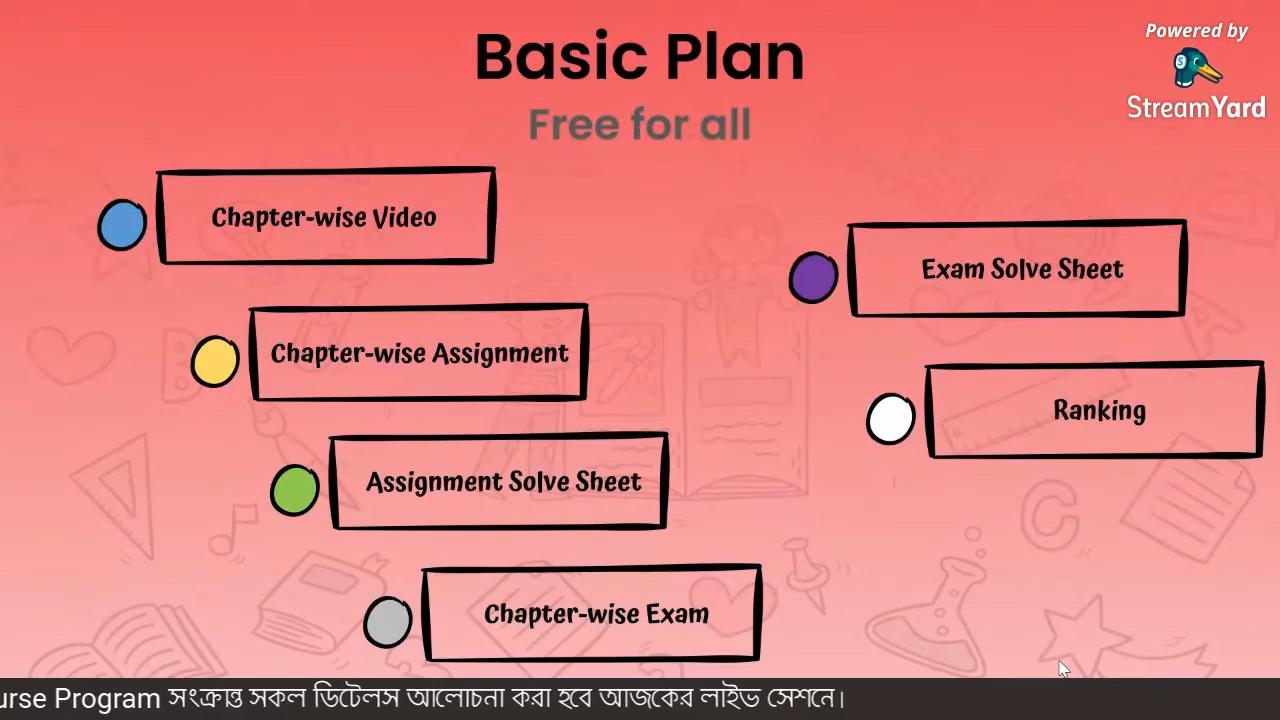 Basic Plan
Free for all
Powered by
StreamYard
Chapter-wise Video
Chapter-wise Assignment
Assignment Solve Sheet
Chapter-wise Exam
Exam Solve Sheet
Ranking
urse Program সংক্রান্ত সকল ডিটেলস আলোচনা করা হবে আজকের লাইভ সেশনে।